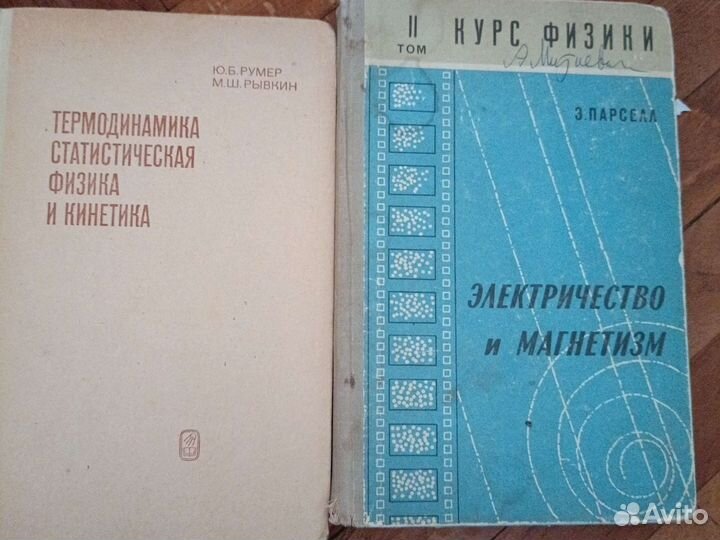 Ю.Б. РУМЕР
М.Ш. РЫВКИН
ТЕРМОДИНАМИКА
СТАТИСТИЧЕСКАЯ
ФИЗИКА
И КИНЕТИКА
II
ТОМ
КУРС ФИЗИКИ
Э. ПАРСЕЛЛ
ЭЛЕКТРИЧЕСТВО
и МАГНЕТИЗМ
Avito